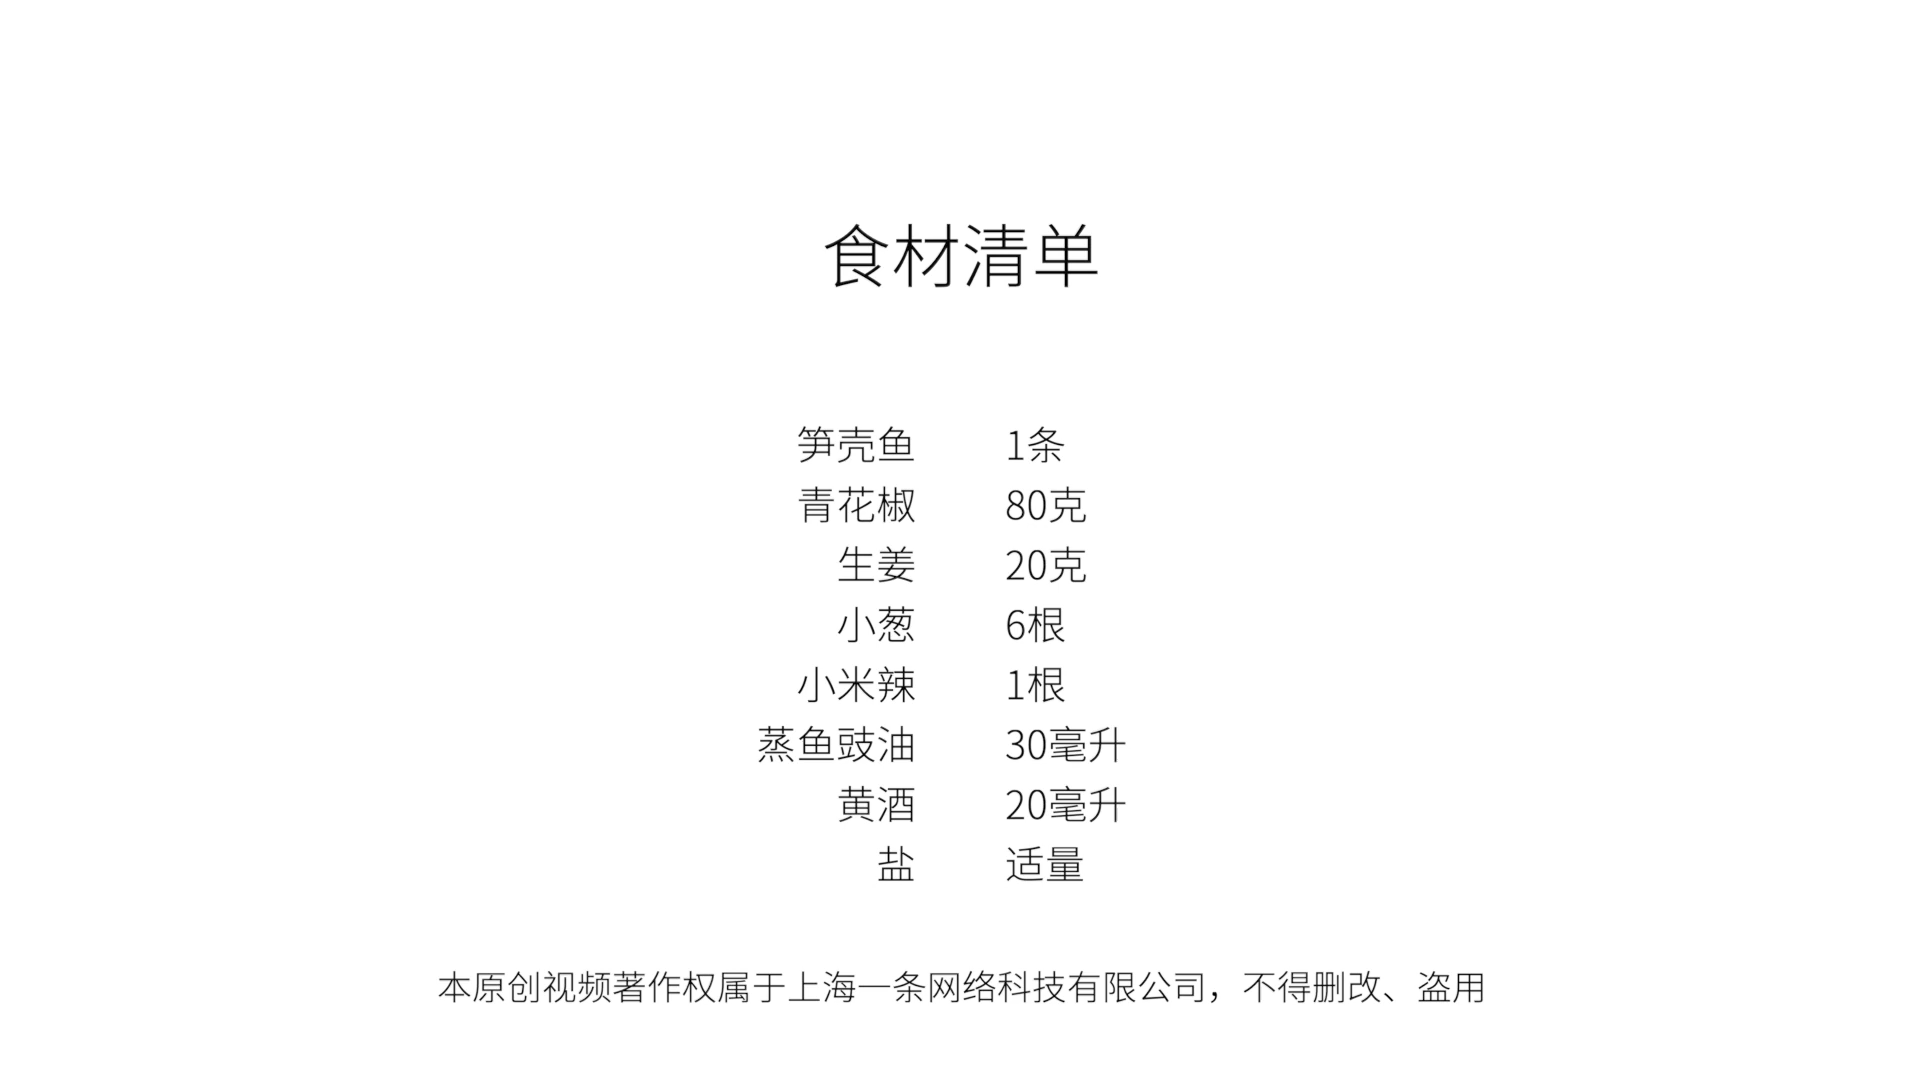 食材清单
笋壳鱼 1条
青花椒 80克
生姜 20克
小葱 6根
小米辣 1根
蒸鱼豉油 30毫升
黄酒 20毫升
盐 适量
本原创视频著作权属于上海一条网络科技有限公司，不得删改、盗用